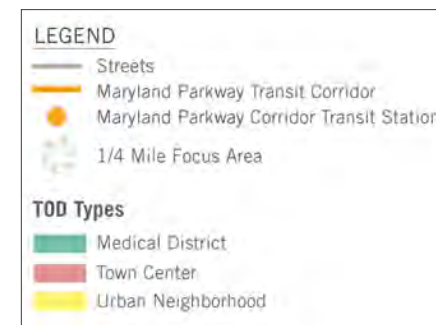 LEGEND
Streets
Maryland Parkway Transit Corridor
Maryland Parkway Corridor Transit Station
1/4 Mile Focus Area
TOD Types
Medical District
Town Center
Urban Neighborhood